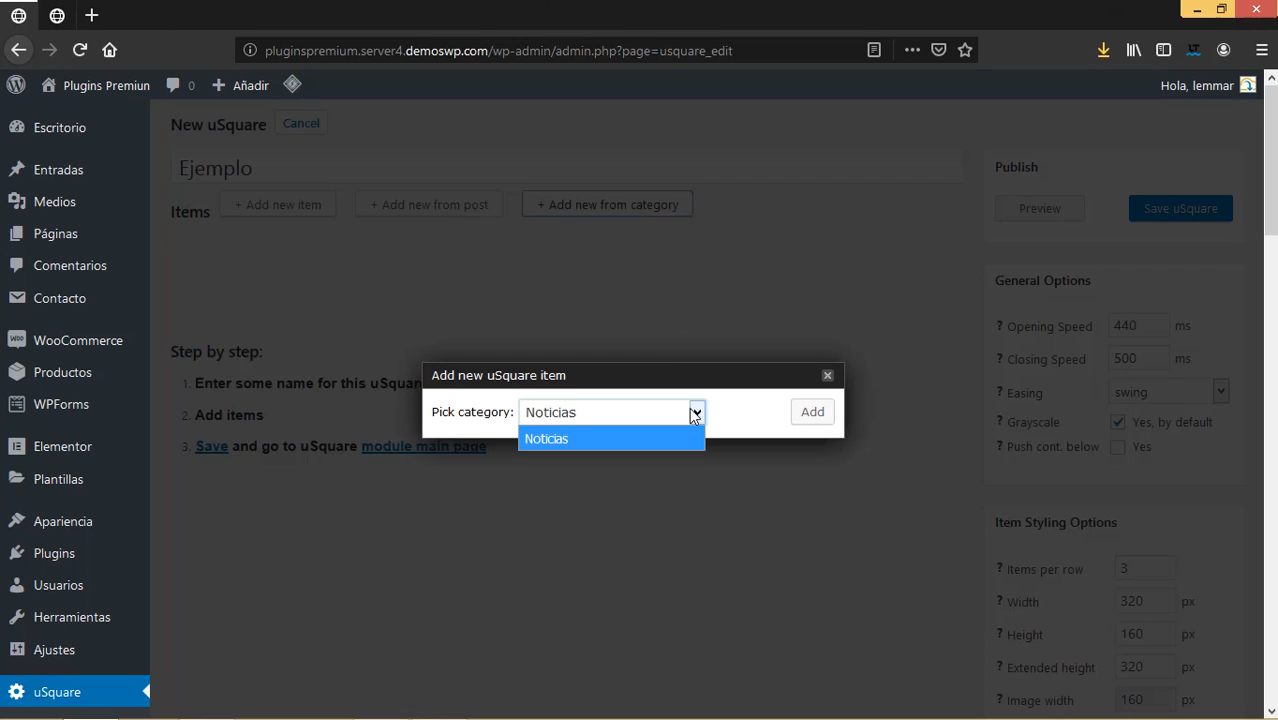 pluginspremium.server4.demoswp.com/wp-admin/admin.php?page=usquare_edit
Plugins Premiun
0
Añadir
Hola, lemmar
Escritorio
Entradas
Medios
Páginas
Comentarios
Contacto
WooCommerce
Productos
WPForms
Elementor
Plantillas
Apariencia
Plugins
Usuarios
Herramientas
Ajustes
uSquare
New uSquare
Cancel
Ejemplo
Items
+ Add new item
+ Add new from post
+ Add new from category
Step by step:
1. Enter some name for this uSquar
2. Add items
3. Save and go to uSquare module main page
Add new uSquare item
Pick category:
Noticias
Add
Noticias
Publish
Preview
Save uSquare
General Options
? Opening Speed 440 ms
? Closing Speed 500 ms
? Easing swing
? Grayscale Yes, by default
? Push cont. below Yes
Item Styling Options
? Items per row 3
? Width 320 px
? Height 160 px
? Extended height 320 px
? Image width 160 px